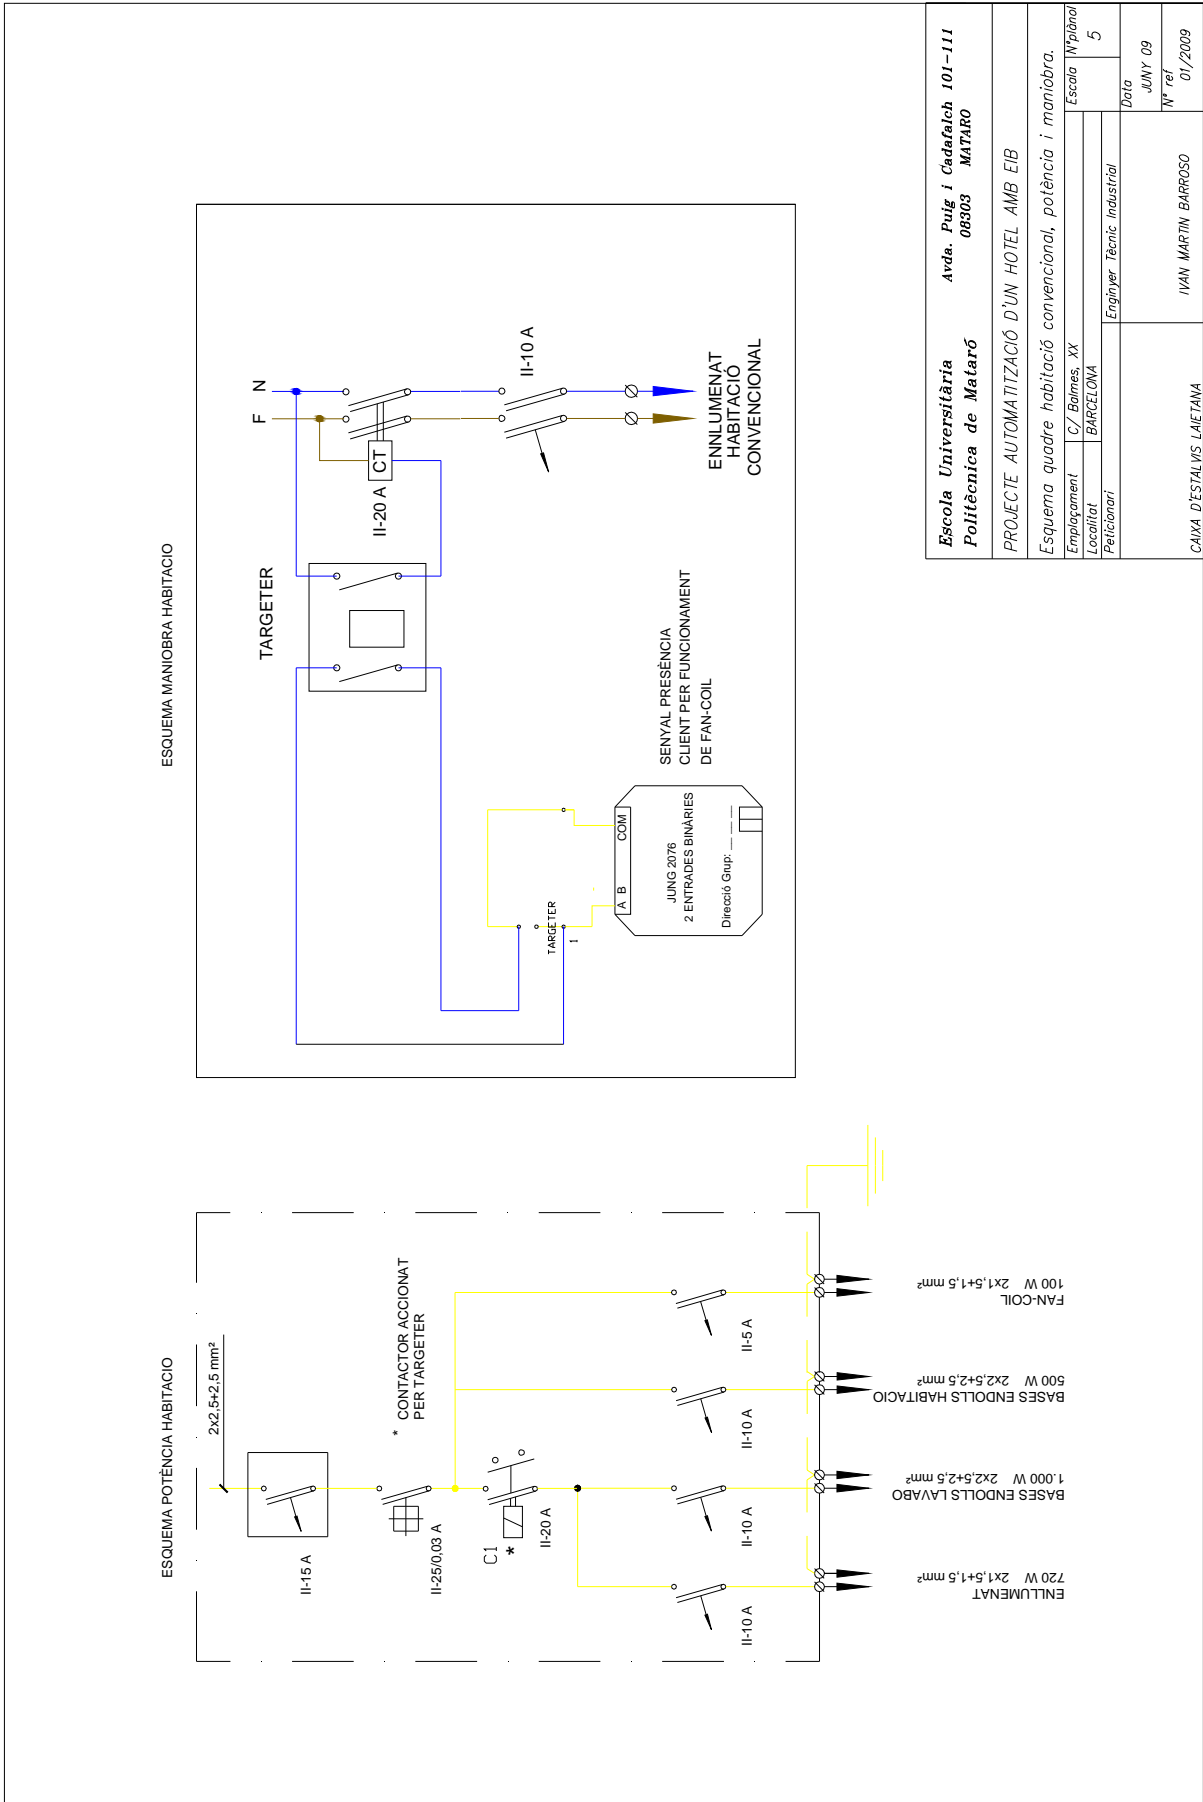 ESQUEMA POTÈNCIA HABITACIO
2x2,5+2,5 mm²
II-15 A
* CONTACTOR ACCIONAT
PER TARGETER
II-25/0,03 A
C1
*
II-20 A
II-10 A
II-10 A
II-10 A
II-5 A
ENLLUMENAT
720 W 2x1,5+1,5 mm²
BASES ENDOLLS LAVABO
1.000 W 2x2,5+2,5 mm²
BASES ENDOLLS HABITACIO
500 W 2x2,5+2,5 mm²
FAN-COIL
100 W 2x1,5+1,5 mm²
ESQUEMA MANIOBRA HABITACIO
TARGETER
F
N
CT
II-20 A
II-10 A
ENNLUMENAT
HABITACIÓ
CONVENCIONAL
TARGETER
1
A B COM
JUNG 2076
2 ENTRADES BINÀRIES
Direcció Grup: __ __ __
SENYAL PRESÈNCIA
CLIENT PER FUNCIONAMENT
DE FAN-COIL
Escola Universitària Avda. Puig i Cadafalch 101-111
Politècnica de Mataró 08303 MATARO
PROJECTE AUTOMATITZACIÓ D'UN HOTEL AMB EIB
Esquema quadre habitació convencional, potència i maniobra.
Emplaçament C/ Balmes, XX
Localitat BARCELONA
Escala
Nºplànol
5
Peticionari
CAIXA D'ESTALVIS LAIETANA
Enginyer Tècnic Industrial
IVAN MARTIN BARROSO
Data
JUNY 09
Nº ref
01/2009